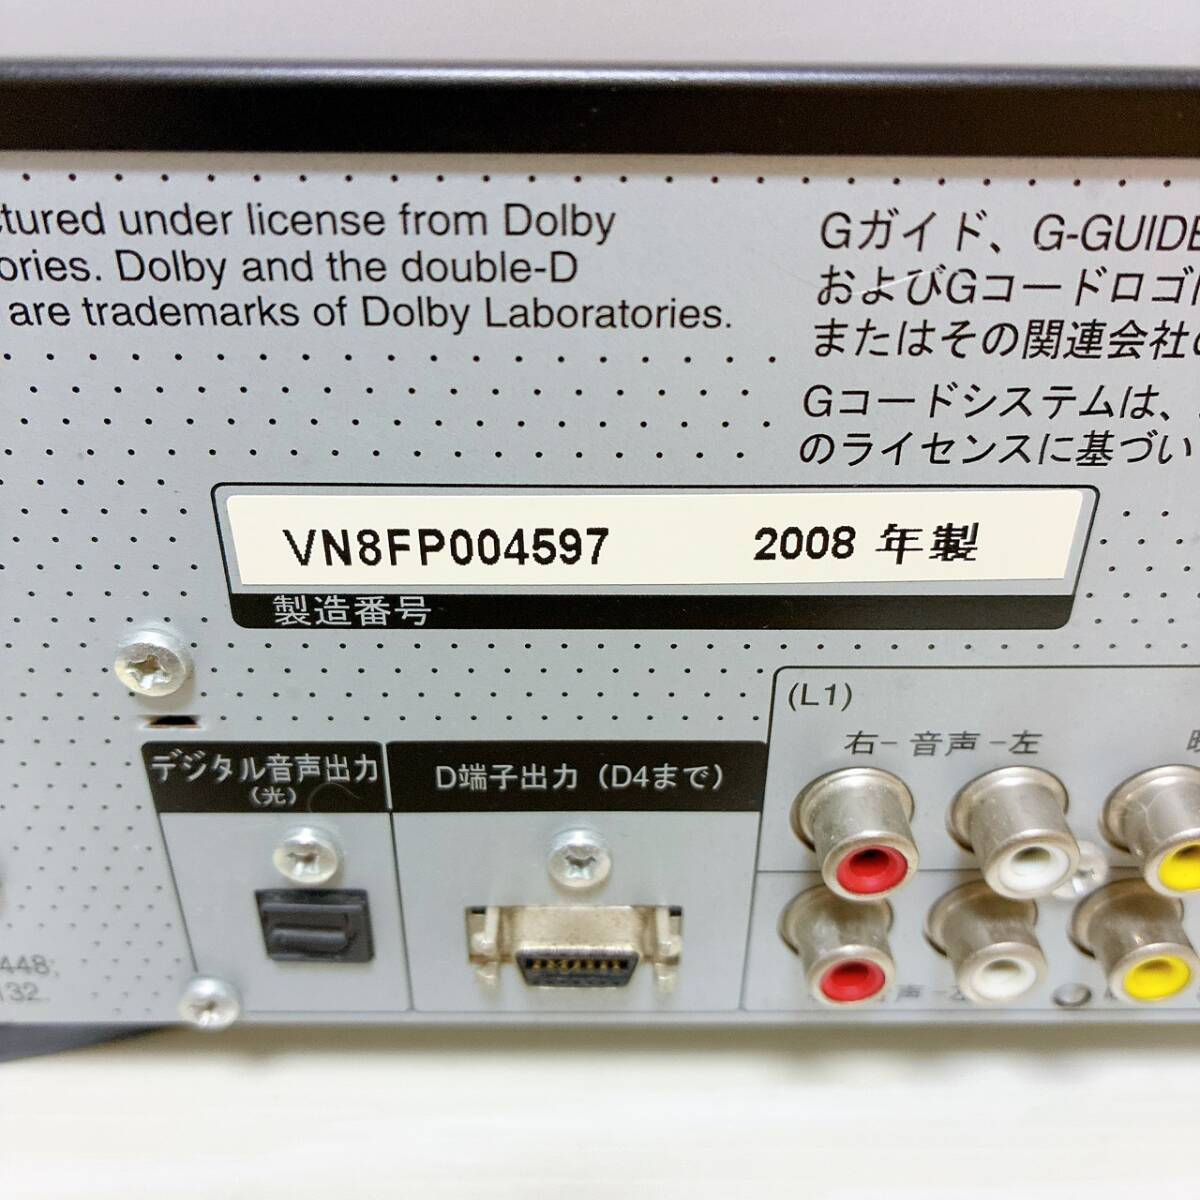 under license from Dolby
Dolby and the double-D
are trademarks of Dolby Laboratories.
Gガイド、G-GUIDE
およびGコードロゴ
またはその関連会社
Gコードシステムは、
のライセンスに基づい
VN8FP004597 2008 年製
製造番号
(L1)
右- 音声 -左
デジタル音声出力
(光)
D端子出力 (D4まで)
448;
132.